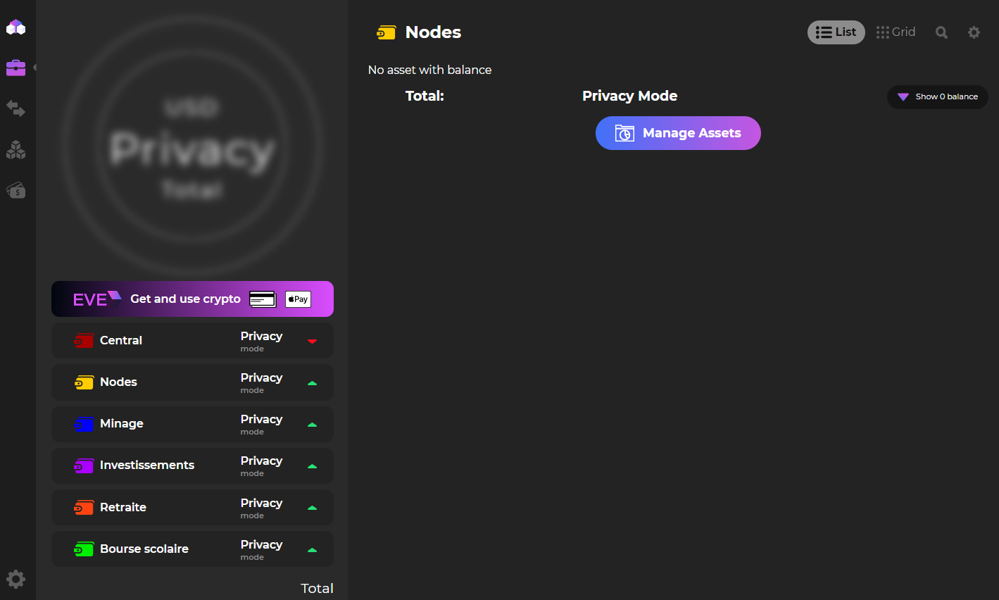 USD
Privacy
Total
EVE Get and use crypto Pay
Central Privacy mode
Nodes Privacy mode
Minage Privacy mode
Investissements Privacy mode
Retraite Privacy mode
Bourse scolaire Privacy mode
Total
Nodes
List Grid
No asset with balance
Total: Privacy Mode Show 0 balance
Manage Assets